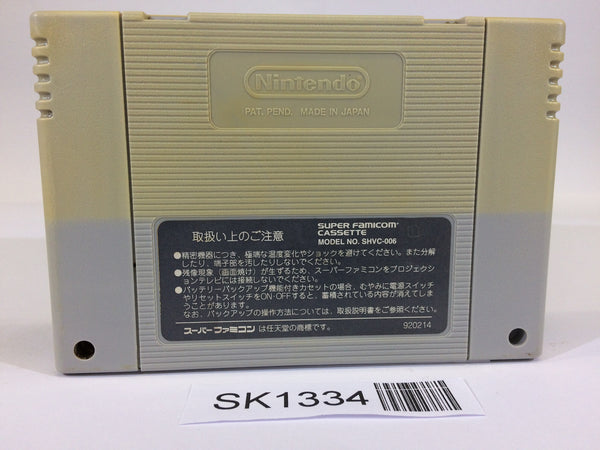 Nintendo
PAT. PEND. MADE IN JAPAN
取扱い上のご注意
SUPER FAMICOM
CASSETTE
MODEL NO. SHVC-006
●精密機器につき、極端な温度変化やショックを避けてください。また分解
したり、端子部を汚したりしないでください。
●残像現象（画面焼け）が生ずるため、スーパーファミコンをプロジェクシ
ョンテレビには接続しないでください。
●バッテリーバックアップ機能付きカセットの場合、むやみに電源スイッチ
やリセットスイッチをON・OFFすると、蓄積されている内容が消えてしま
うことがあります。
なお、バックアップの操作方法については、取扱説明書をご参照ください。
スーパーファミコン は任天堂の商標です。
920214
SK1334